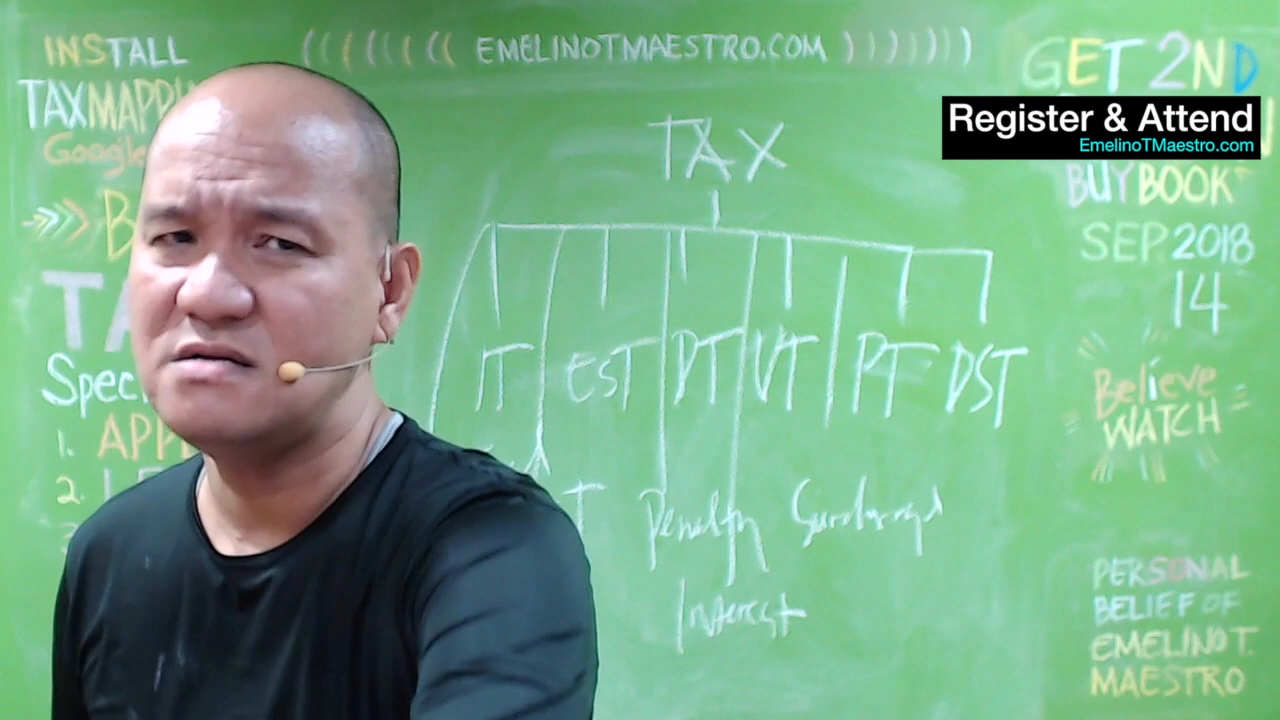 INSTALL
TAXMAPP
Google
((((((( EMELINOTMAESTRO.COM )))))))
GET 2ND
Register & Attend
EmelinoTMaestro.com
BUY BOOK
SEP 2018
14
>>> B
TAX
IT EST DT VT PT DST
Spec
1. APP
2. LE
T Penalty Surcharge
Interest
Believe
WATCH
PERSONAL
BELIEF OF
EMELINO T.
MAESTRO